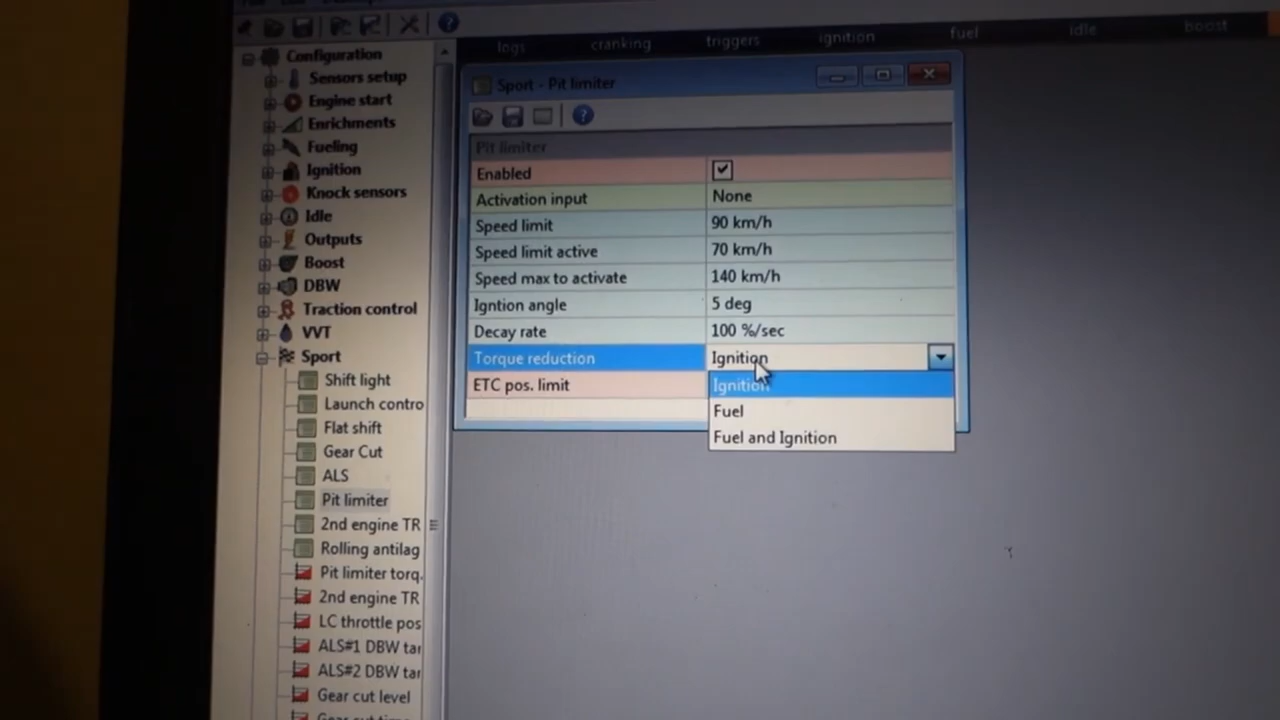 logs cranking triggers ignition fuel idle boost
Configuration
Sensors setup
Engine start
Enrichments
Fueling
Ignition
Knock sensors
Idle
Outputs
Boost
DBW
Traction control
VVT
Sport
Shift light
Launch contro
Flat shift
Gear Cut
ALS
Pit limiter
2nd engine TR
Rolling antilag
Pit limiter torq.
2nd engine TR
LC throttle pos
ALS#1 DBW tar
ALS#2 DBW tar
Gear cut level
Gear cut time
Sport - Pit limiter
Pit limiter
Enabled
Activation input None
Speed limit 90 km/h
Speed limit active 70 km/h
Speed max to activate 140 km/h
Igntion angle 5 deg
Decay rate 100 %/sec
Torque reduction Ignition
ETC pos. limit
Ignition
Fuel
Fuel and Ignition